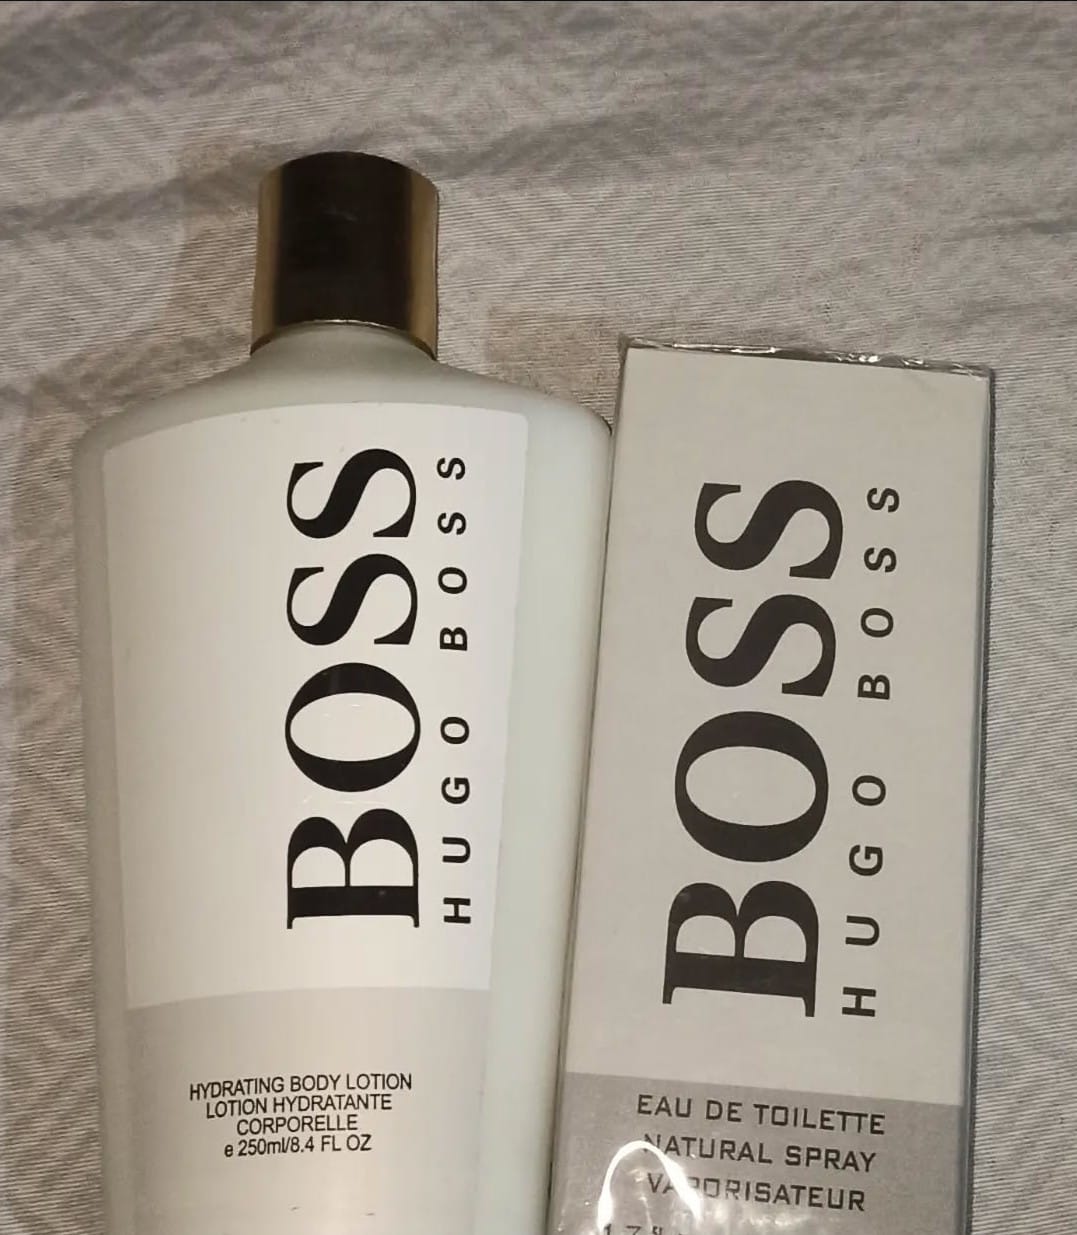 BOSS
HUGO BOSS
HYDRATING BODY LOTION
LOTION HYDRATANTE
CORPORELLE
e 250ml/8.4 FL OZ
BOSS
HUGO BOSS
EAU DE TOILETTE
NATURAL SPRAY
VAPORISATEUR